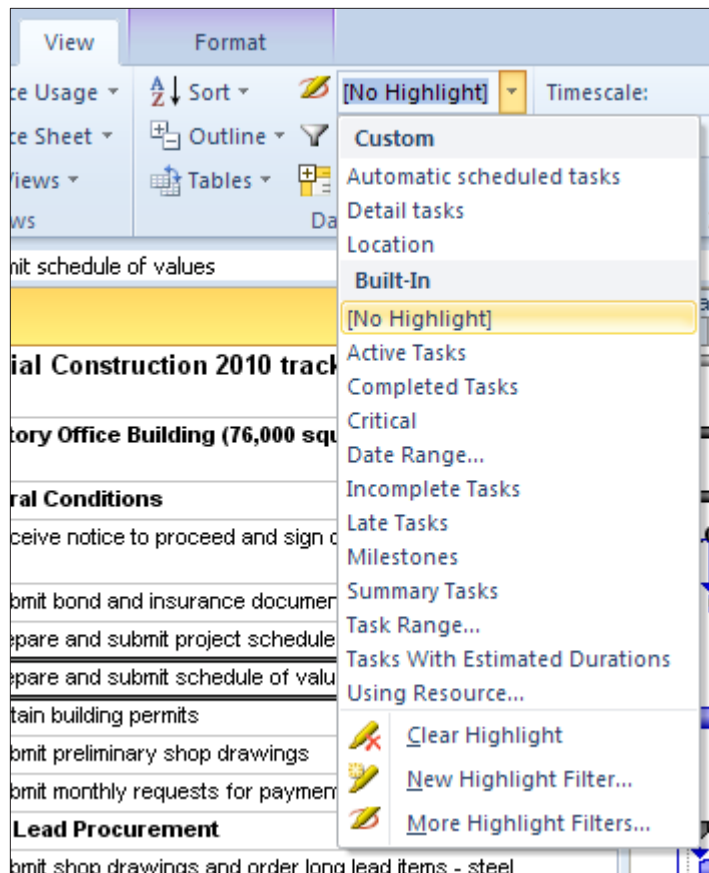 View Format
ce Usage Sort [No Highlight] Timescale:
ce Sheet Outline
Views Tables
ws Da
mit schedule of values
Custom
Automatic scheduled tasks
Detail tasks
Location
Built-In
[No Highlight]
Active Tasks
Completed Tasks
Critical
Date Range...
Incomplete Tasks
Late Tasks
Milestones
Summary Tasks
Task Range...
Tasks With Estimated Durations
Using Resource...
Clear Highlight
New Highlight Filter...
More Highlight Filters...
ial Construction 2010 track
tory Office Building (76,000 squ
ral Conditions
ceive notice to proceed and sign c
bmit bond and insurance documen
epare and submit project schedule
epare and submit schedule of valu
tain building permits
bmit preliminary shop drawings
bmit monthly requests for paymen
Lead Procurement
bmit shop drawings and order long lead items - steel